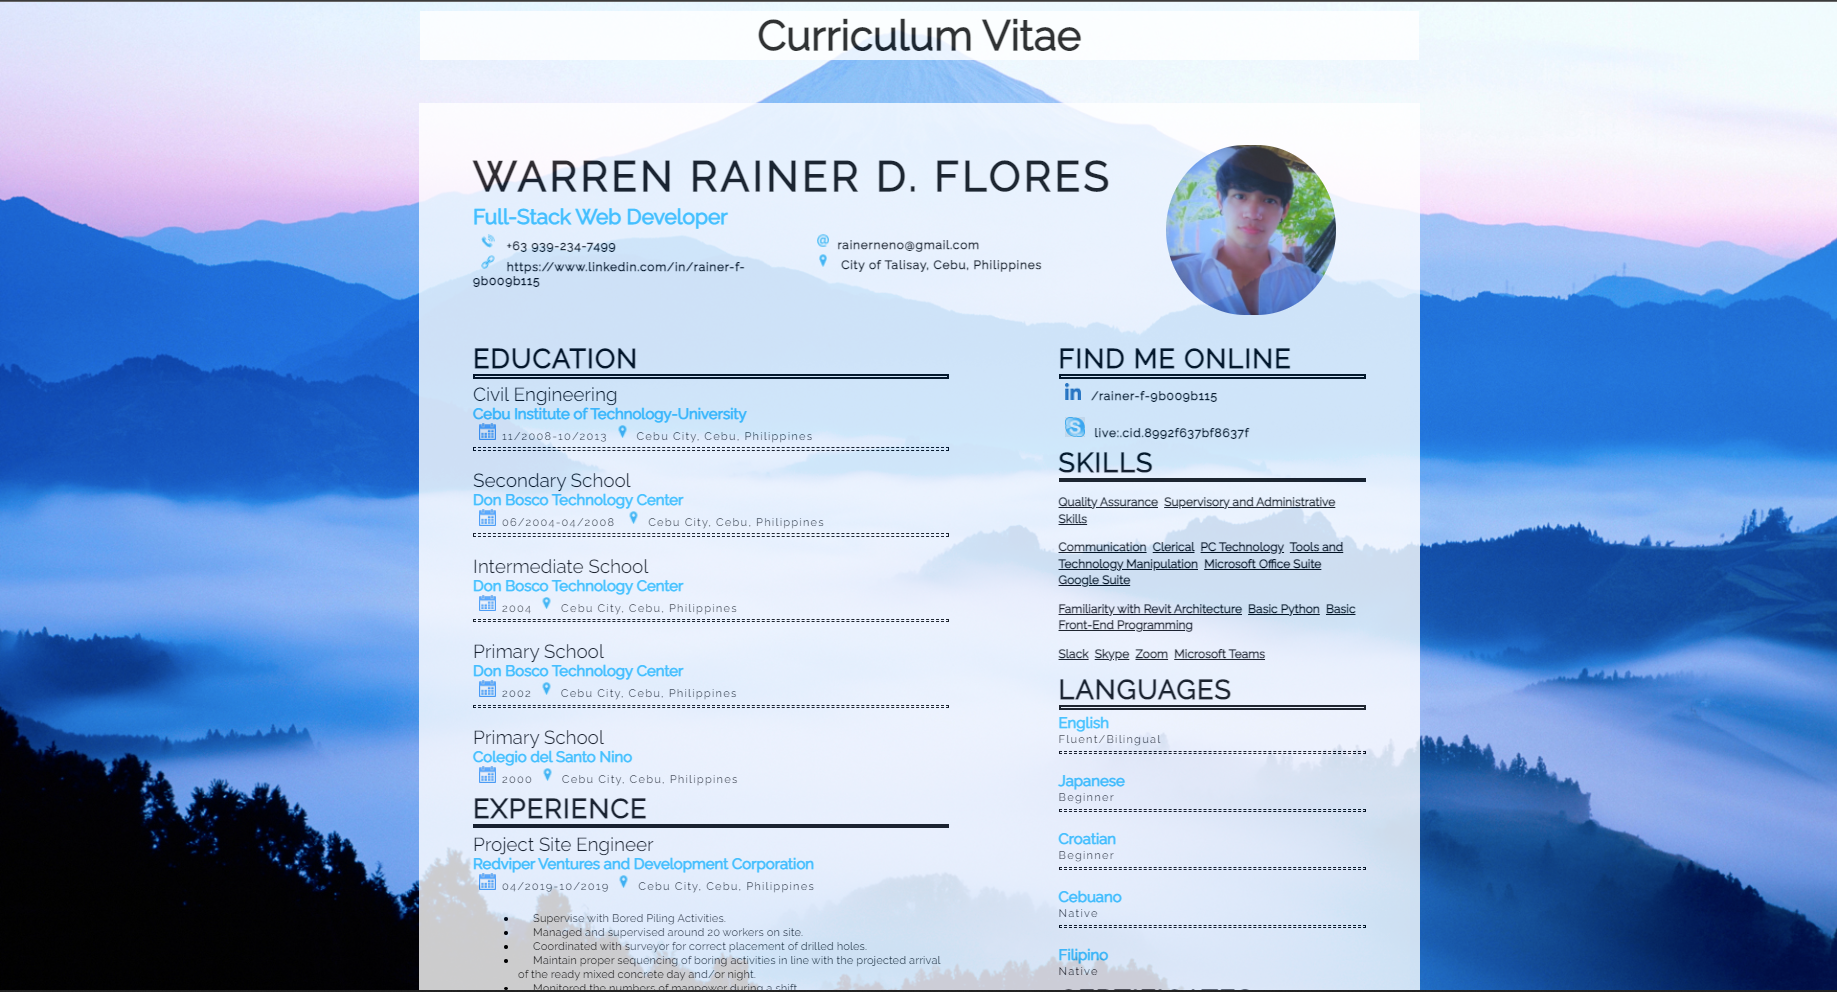 Curriculum Vitae
WARREN RAINER D. FLORES
Full-Stack Web Developer
+63 939-234-7499
https://www.linkedin.com/in/rainer-f-
9b009b115
rainerneno@gmail.com
City of Talisay, Cebu, Philippines
EDUCATION
Civil Engineering
Cebu Institute of Technology-University
11/2008-10/2013 Cebu City, Cebu, Philippines
Secondary School
Don Bosco Technology Center
06/2004-04/2008 Cebu City, Cebu, Philippines
Intermediate School
Don Bosco Technology Center
2004 Cebu City, Cebu, Philippines
Primary School
Don Bosco Technology Center
2002 Cebu City, Cebu, Philippines
Primary School
Colegio del Santo Nino
2000 Cebu City, Cebu, Philippines
EXPERIENCE
Project Site Engineer
Redviper Ventures and Development Corporation
04/2019-10/2019 Cebu City, Cebu, Philippines
Supervise with Bored Piling Activities.
Managed and supervised around 20 workers on site.
Coordinated with surveyor for correct placement of drilled holes.
Maintain proper sequencing of boring activities in line with the projected arrival
of the ready mixed concrete day and/or night.
Monitored the numbers of manpower during a shift
FIND ME ONLINE
/rainer-f-9b009b115
live:.cid.8992f637bf8637f
SKILLS
Quality Assurance Supervisory and Administrative
Skills
Communication Clerical PC Technology Tools and
Technology Manipulation Microsoft Office Suite
Google Suite
Familiarity with Revit Architecture Basic Python Basic
Front-End Programming
Slack Skype Zoom Microsoft Teams
LANGUAGES
English
Fluent/Bilingual
Japanese
Beginner
Croatian
Beginner
Cebuano
Native
Filipino
Native